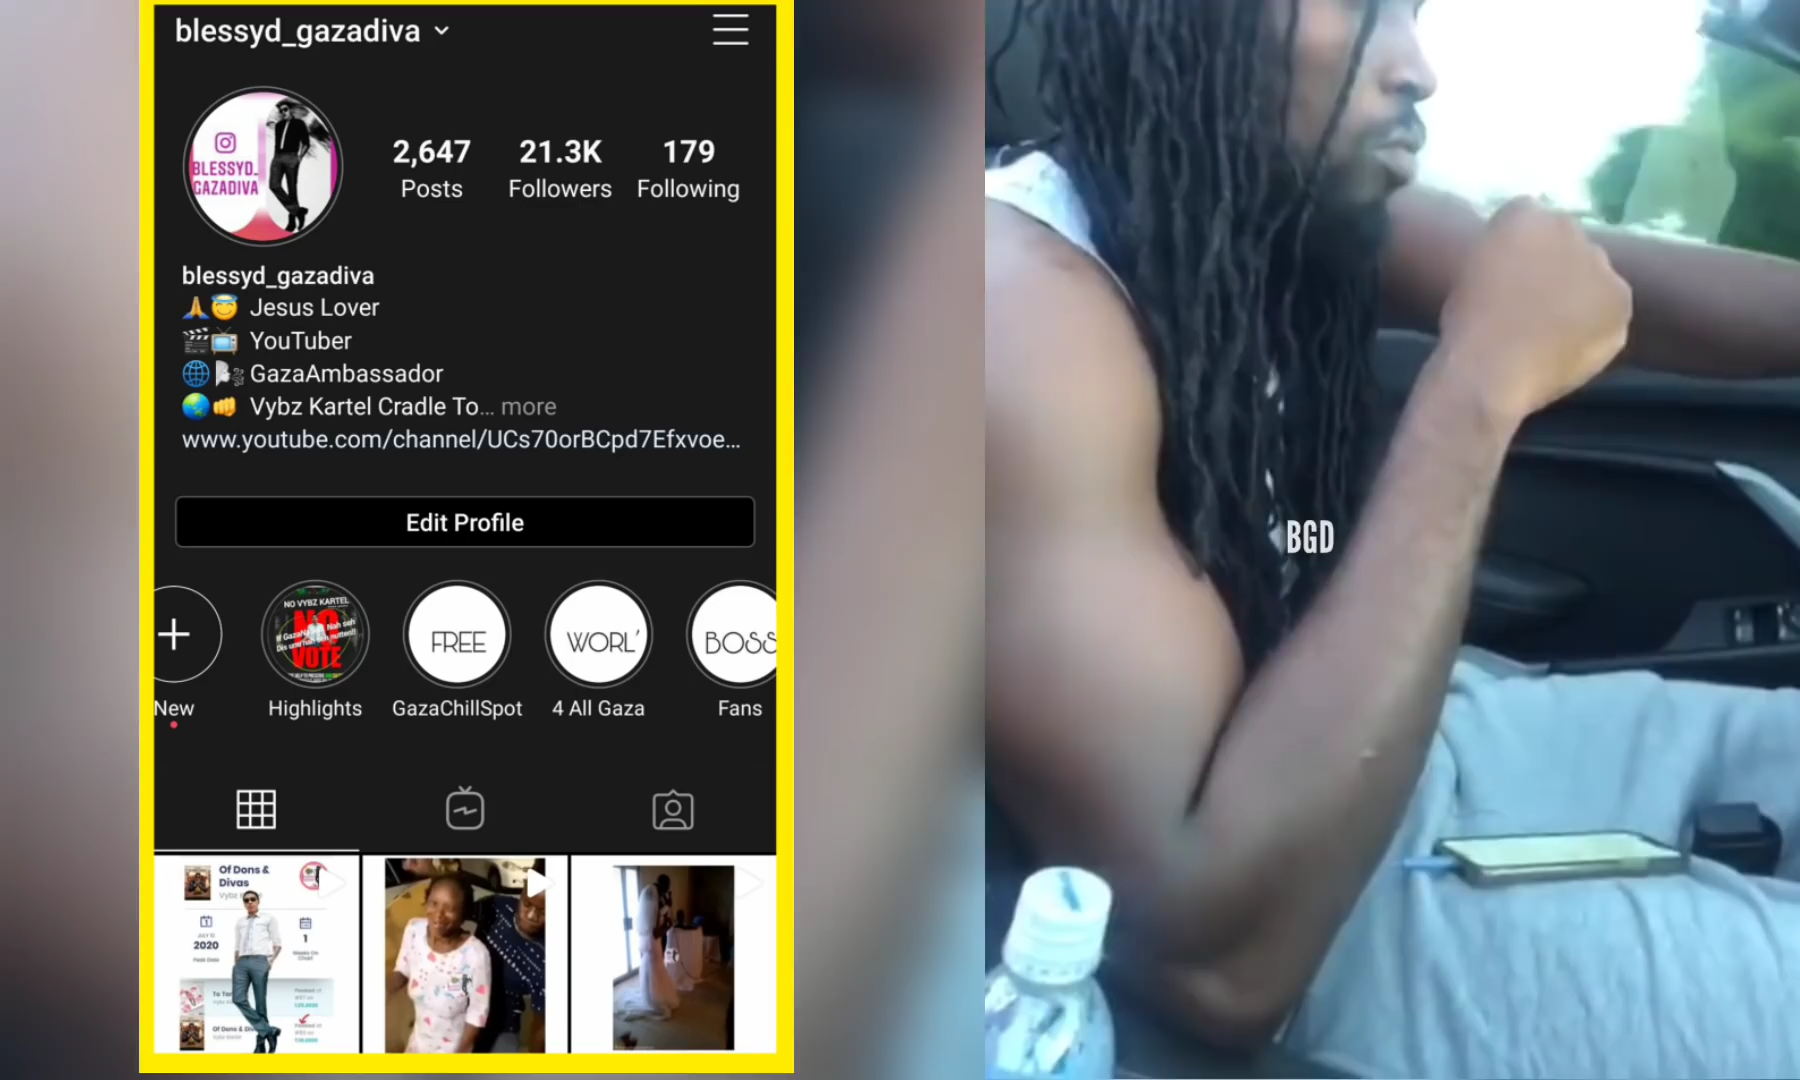 blessyd_gazadiva
BLESSYD_
GAZADIVA
2,647
Posts
21.3K
Followers
179
Following
blessyd_gazadiva
🙏😇 Jesus Lover
🎬📺 YouTuber
🌐🌬 GazaAmbassador
🌏👊 Vybz Kartel Cradle To... more
www.youtube.com/channel/UCs70orBCpd7Efxvoe...
Edit Profile
NO VYBZ KARTEL
NO
VOTE
FREE
WORL'
BOSS
New
Highlights
GazaChillSpot
4 All Gaza
Fans
Of Dons &
Divas
2020
1
BGD